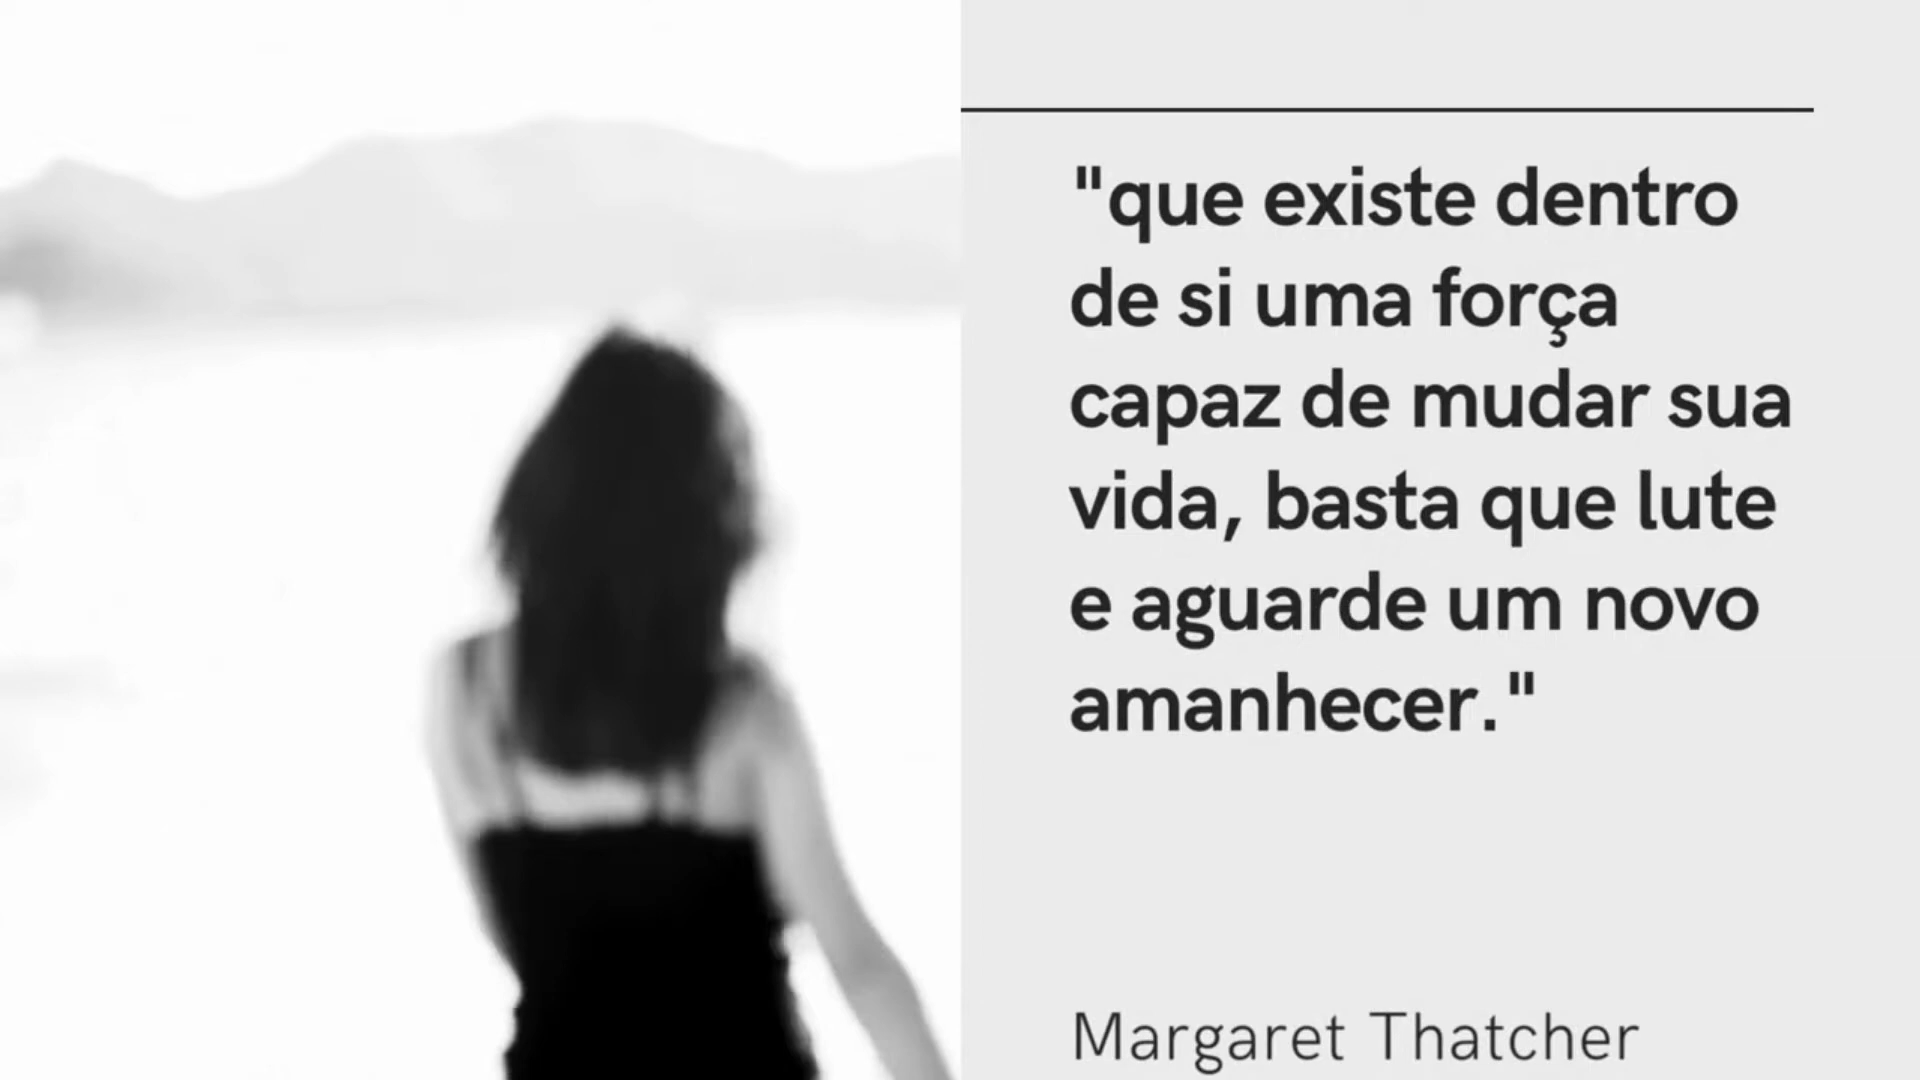 "que existe dentro
de si uma força
capaz de mudar sua
vida, basta que lute
e aguarde um novo
amanhecer."
Margaret Thatcher